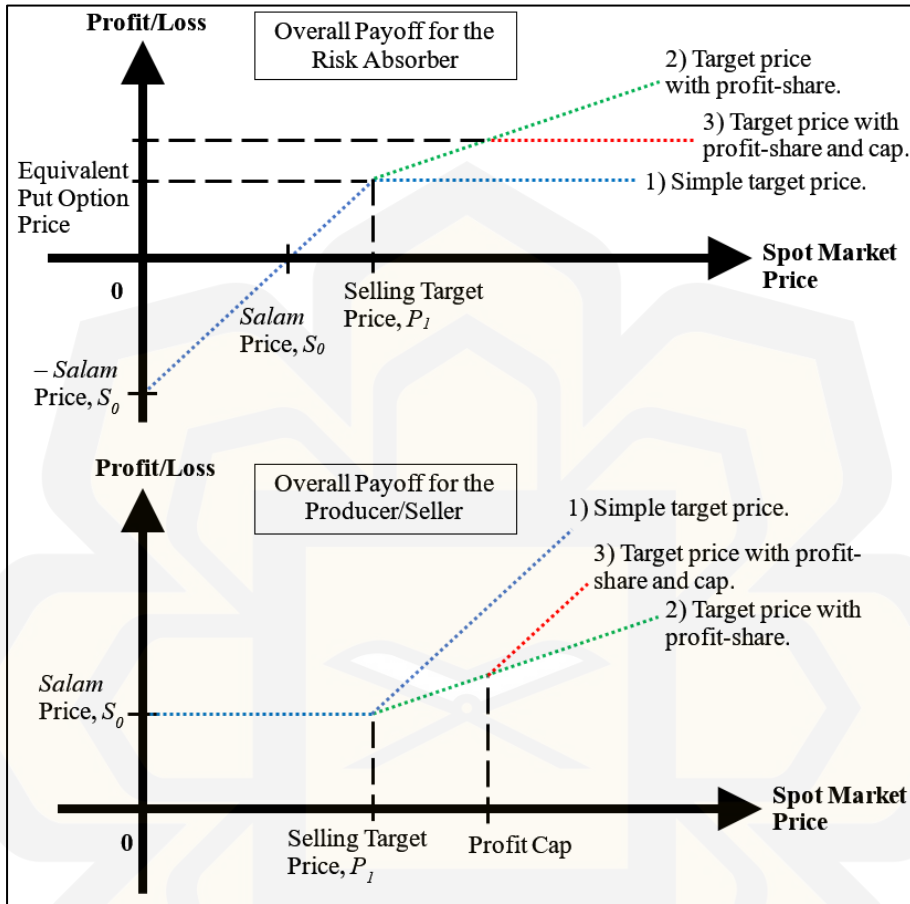 Profit/Loss
Overall Payoff for the
Risk Absorber
2) Target price
with profit-share.
3) Target price with
profit-share and cap.
Equivalent
Put Option
Price
1) Simple target price.
Spot Market
Price
0
Salam
Price, S₀
Selling Target
Price, P₁
– Salam
Price, S₀
Profit/Loss
Overall Payoff for the
Producer/Seller
1) Simple target price.
3) Target price with profit-
share and cap.
2) Target price with
profit-share.
Salam
Price, S₀
Spot Market
Price
0
Selling Target
Price, P₁
Profit Cap